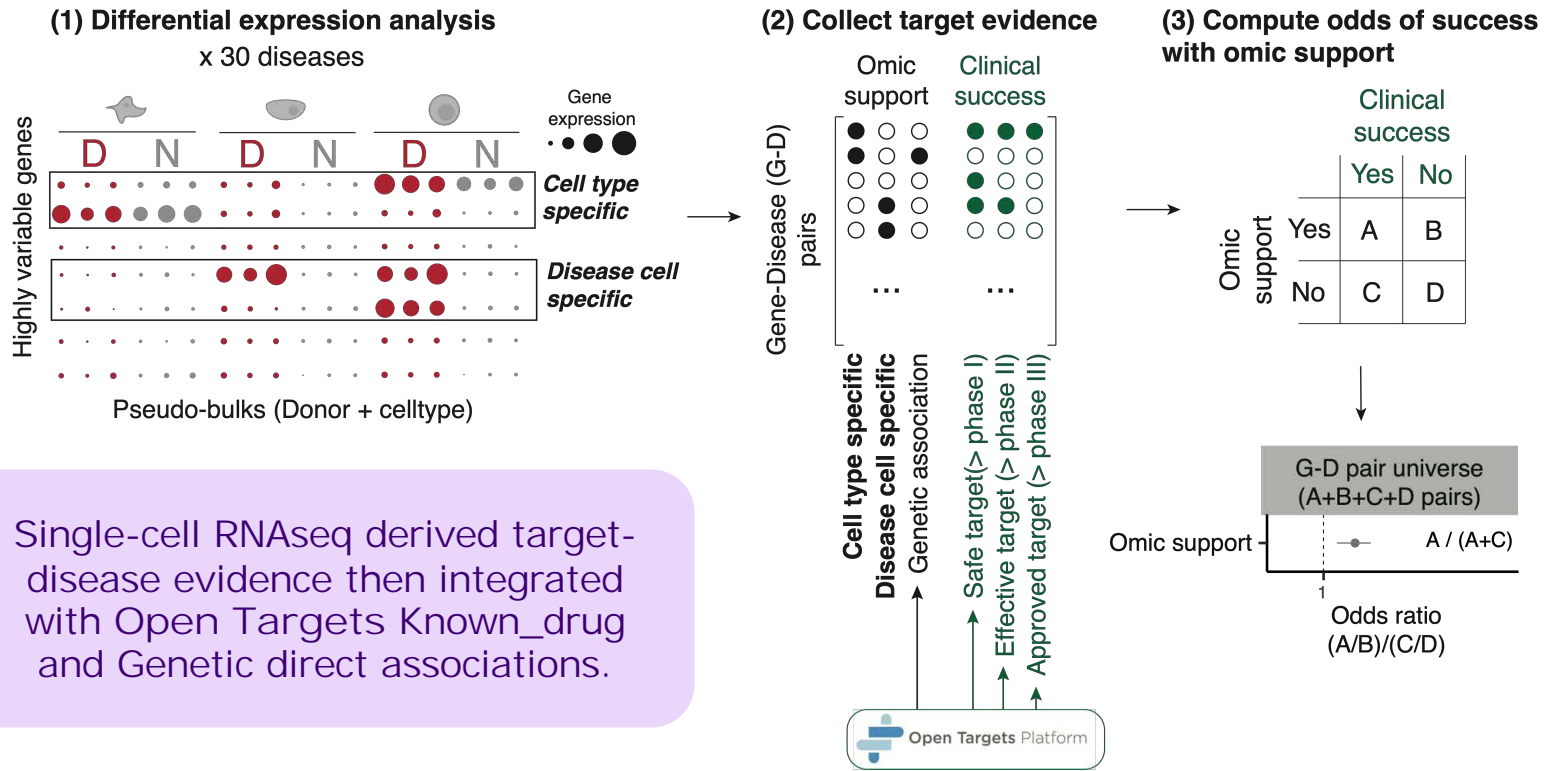 (1) Differential expression analysis
x 30 diseases
Gene
expression
Highly variable genes
D N D N D N
Cell type
specific
Disease cell
specific
Pseudo-bulks (Donor + celltype)
Single-cell RNAseq derived target-
disease evidence then integrated
with Open Targets Known_drug
and Genetic direct associations.
(2) Collect target evidence
Omic
support
Clinical
success
Gene-Disease (G-D)
pairs
...
...
Cell type specific
Disease cell specific
Genetic association
Safe target(> phase I)
Effective target (> phase II)
Approved target (> phase III)
Open Targets Platform
(3) Compute odds of success
with omic support
Clinical
success
Yes No
Omic
support
Yes A B
No C D
G-D pair universe
(A+B+C+D pairs)
Omic support
A / (A+C)
1
Odds ratio
(A/B)/(C/D)